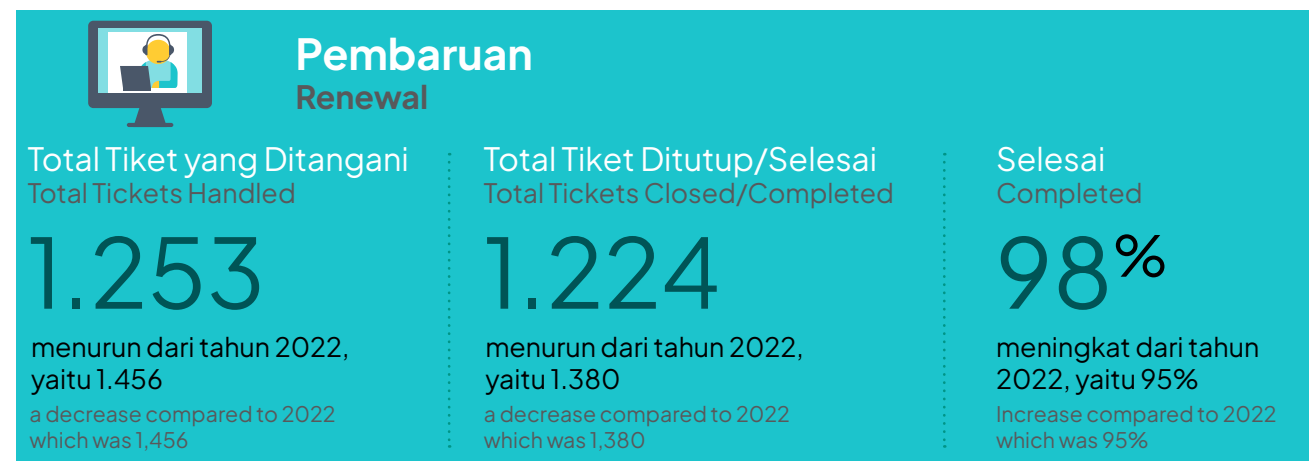 Pembaruan
Renewal
Total Tiket yang Ditangani
Total Tickets Handled
1.253
menurun dari tahun 2022,
yaitu 1.456
a decrease compared to 2022
which was 1,456
Total Tiket Ditutup/Selesai
Total Tickets Closed/Completed
1.224
menurun dari tahun 2022,
yaitu 1.380
a decrease compared to 2022
which was 1,380
Selesai
Completed
98%
meningkat dari tahun
2022, yaitu 95%
Increase compared to 2022
which was 95%